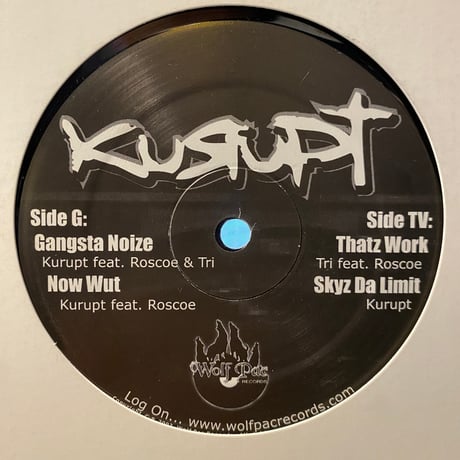 KuRuPT
Side G:
Gangsta Noize
Kurupt feat. Roscoe & Tri
Now Wut
Kurupt feat. Roscoe
Side TV:
Thatz Work
Tri feat. Roscoe
Skyz Da Limit
Kurupt
Wolf Pac
RECORDS
Log On... www.wolfpacrecords.com